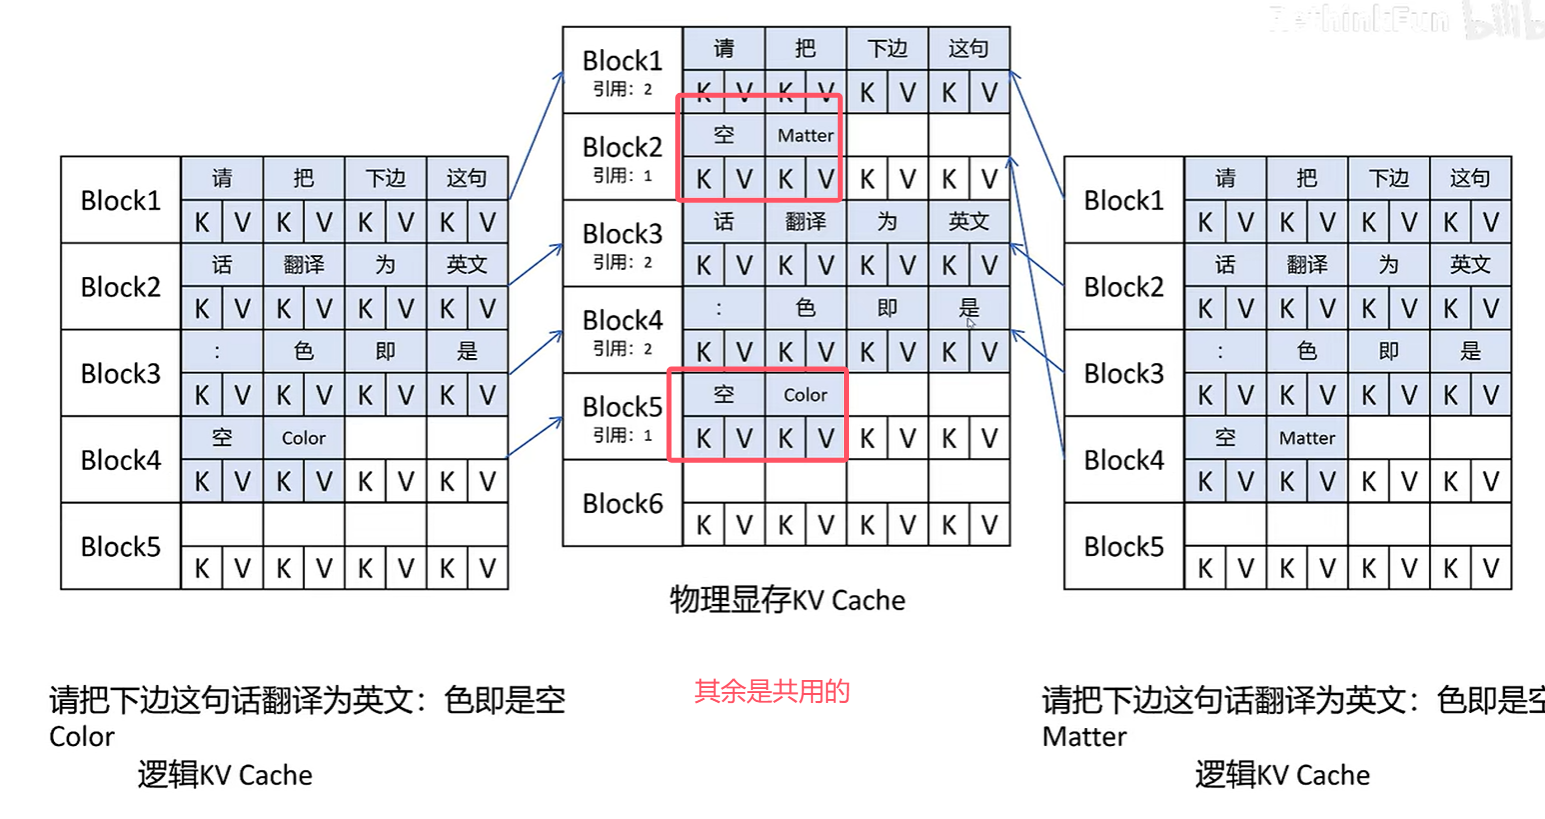 RethinkFun bilib
Block1
引用：2
请 把 下边 这句
K V K V K V K V
Block2
引用：1
空 Matter
K V K V K V K V
Block3
引用：2
话 翻译 为 英文
K V K V K V K V
Block4
引用：2
： 色 即 是
K V K V K V K V
Block5
引用：1
空 Color
K V K V K V K V
Block6
K V K V K V K V
物理显存KV Cache
Block1
请 把 下边 这句
K V K V K V K V
Block2
话 翻译 为 英文
K V K V K V K V
Block3
： 色 即 是
K V K V K V K V
Block4
空 Color
K V K V K V K V
Block5
K V K V K V K V
Block1
请 把 下边 这句
K V K V K V K V
Block2
话 翻译 为 英文
K V K V K V K V
Block3
： 色 即 是
K V K V K V K V
Block4
空 Matter
K V K V K V K V
Block5
K V K V K V K V
请把下边这句话翻译为英文：色即是空
Color
逻辑KV Cache
其余是共用的
请把下边这句话翻译为英文：色即是空
Matter
逻辑KV Cache